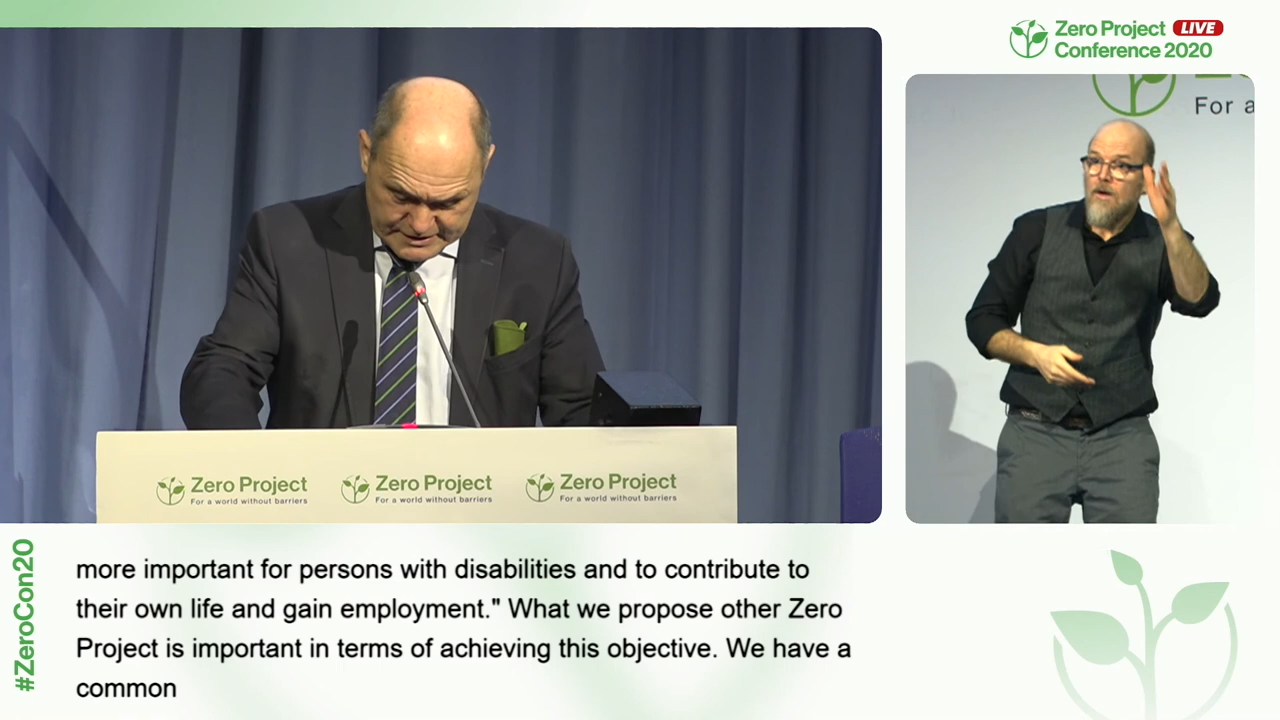 Zero Project LIVE
Conference 2020
For a
Zero Project
For a world without barriers
Zero Project
For a world without barriers
Zero Project
For a world without barriers
#ZeroCon20
more important for persons with disabilities and to contribute to
their own life and gain employment." What we propose other Zero
Project is important in terms of achieving this objective. We have a
common